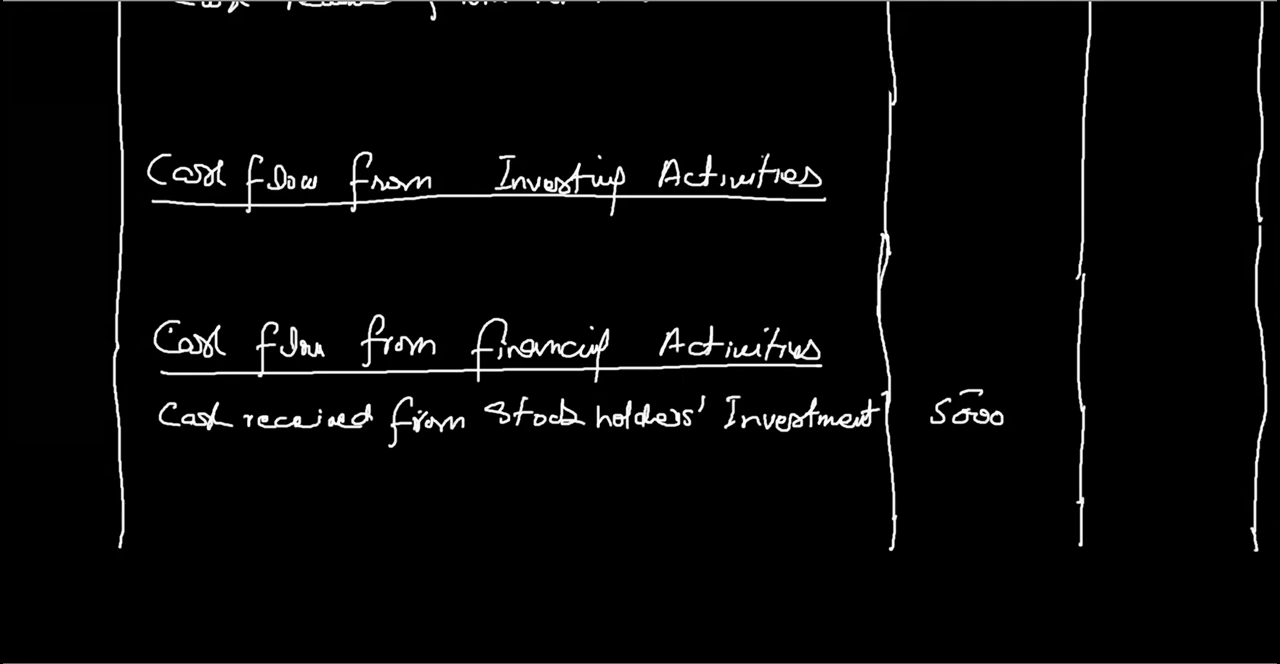 Cash flow from Investing Activities
Cash flow from financing Activities
Cash received from Stockholders' Investment 5000